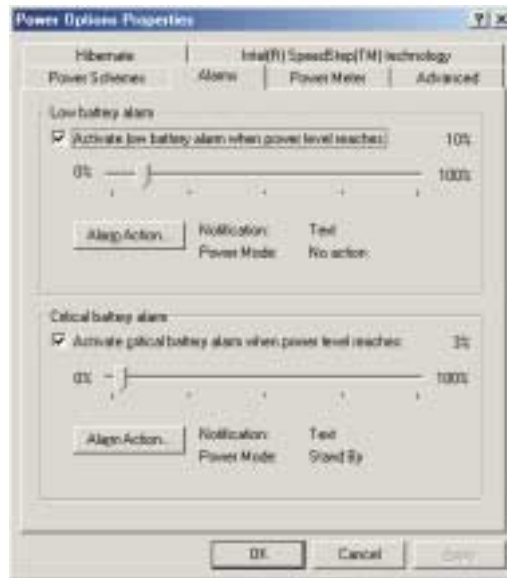 Power Options Properties
Hibernate Intel(R) SpeedStep(TM) technology
Power Schemes Alarms Power Meter Advanced
Low battery alarm
Activate low battery alarm when power level reaches: 10%
0% 100%
Alarm Action... Notification: Text
Power Mode: No action
Critical battery alarm
Activate critical battery alarm when power level reaches: 3%
0% 100%
Alarm Action... Notification: Text
Power Mode: Stand By
OK Cancel Apply